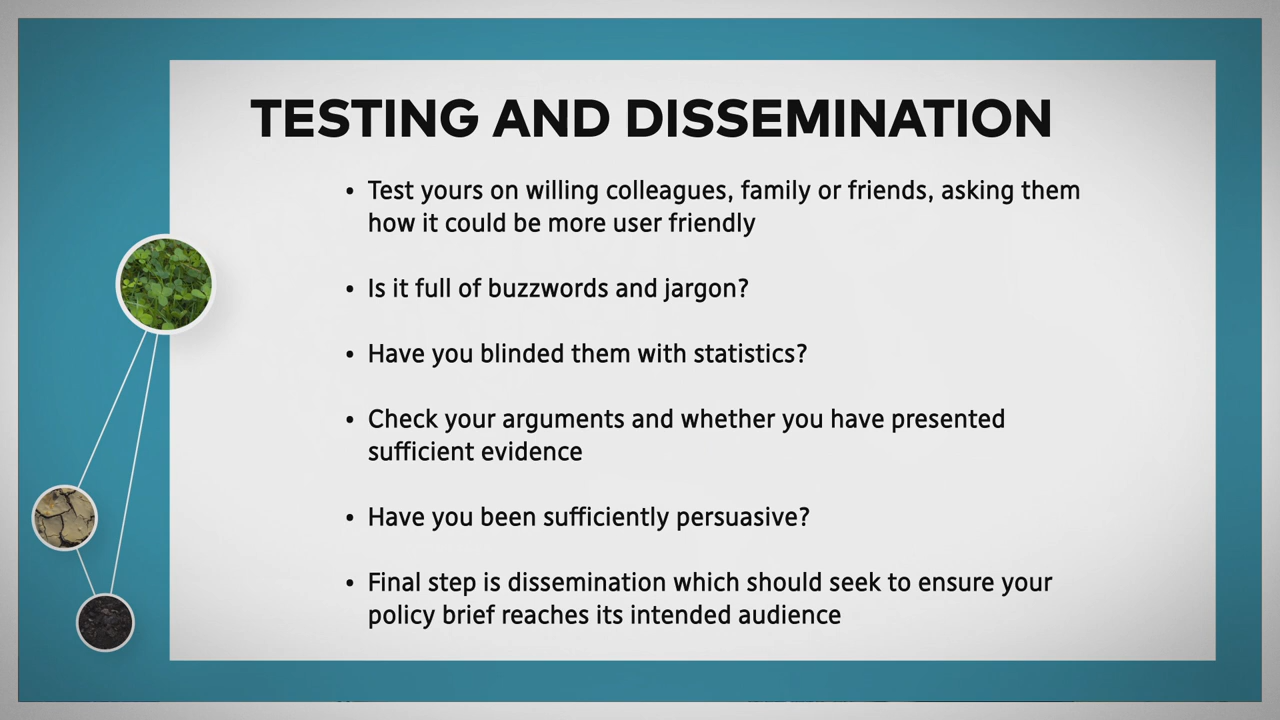 TESTING AND DISSEMINATION
• Test yours on willing colleagues, family or friends, asking them
how it could be more user friendly
• Is it full of buzzwords and jargon?
• Have you blinded them with statistics?
• Check your arguments and whether you have presented
sufficient evidence
• Have you been sufficiently persuasive?
• Final step is dissemination which should seek to ensure your
policy brief reaches its intended audience